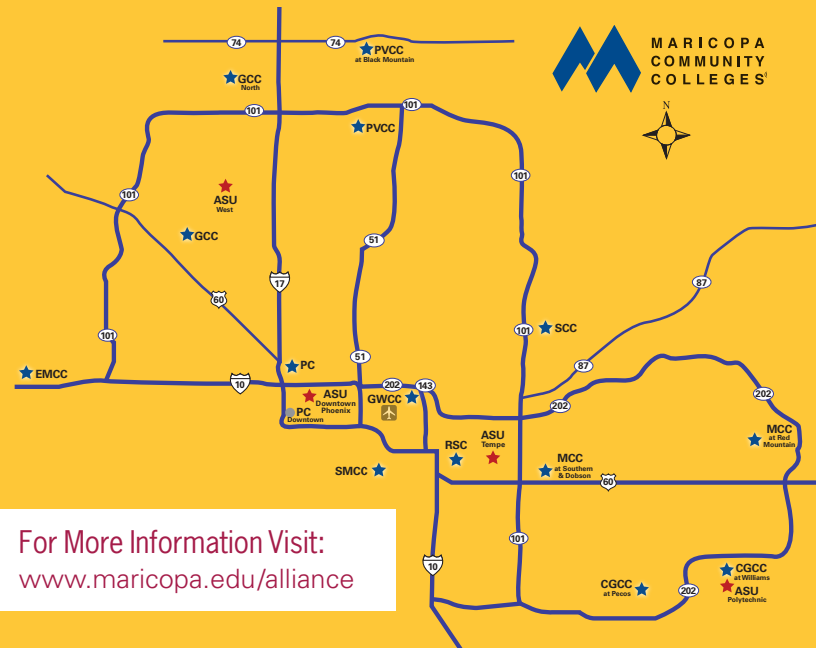 MARICOPA
COMMUNITY
COLLEGES
74
74
PVCC
at Black Mountain
GCC
North
101
101
PVCC
101
101
ASU
West
GCC
51
17
60
87
101
101
SCC
51
PC
87
EMCC
10
202
143
ASU
Downtown
Phoenix
GWCC
202
202
PC
Downtown
RSC
ASU
Tempe
MCC
at Red
Mountain
SMCC
MCC
at Southern
& Dobson
60
101
10
For More Information Visit:
www.maricopa.edu/alliance
N
CGCC
at Williams
CGCC
at Pecos
202
ASU
Polytechnic